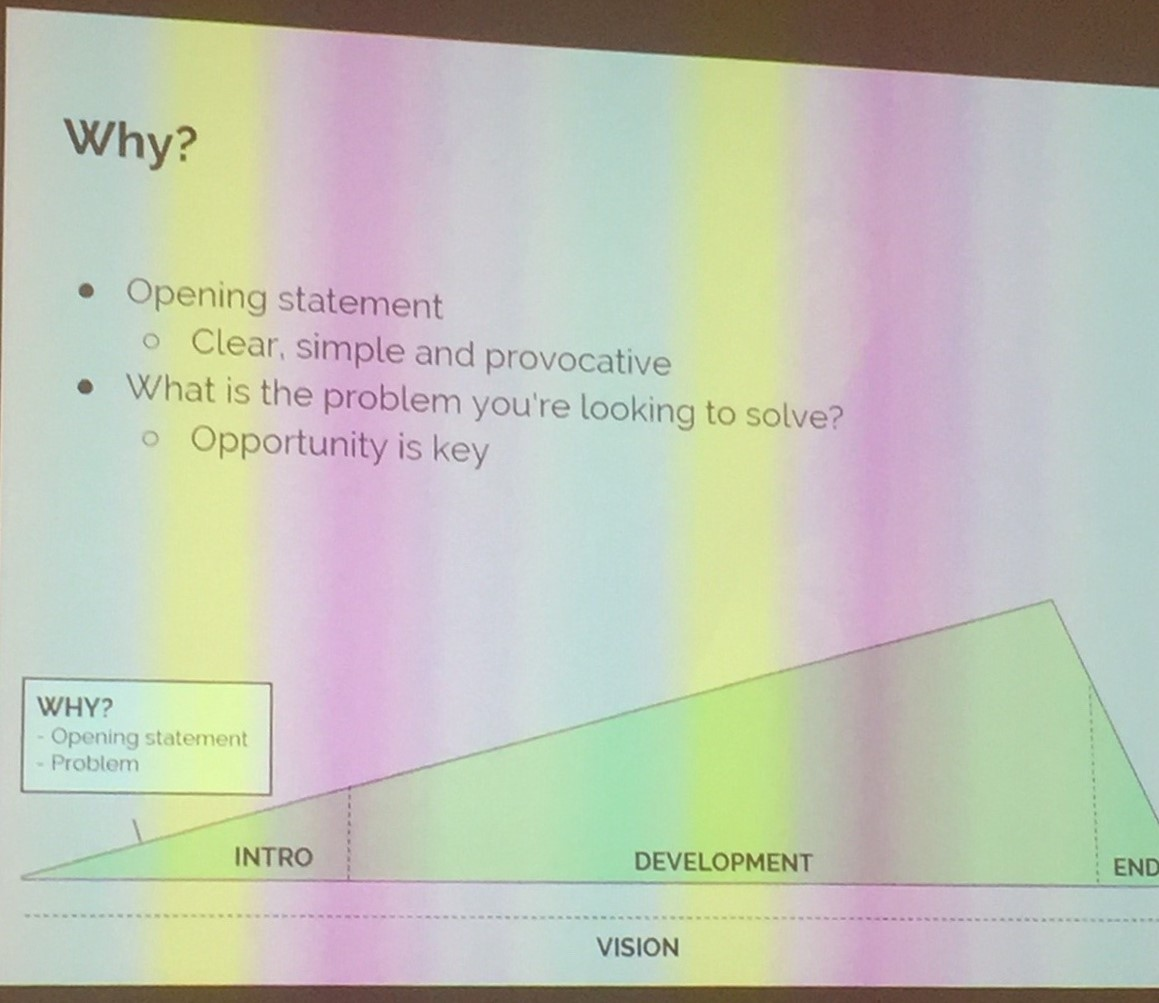 Why?
● Opening statement
○ Clear, simple and provocative
● What is the problem you're looking to solve?
○ Opportunity is key
WHY?
- Opening statement
- Problem
INTRO
DEVELOPMENT
END
VISION